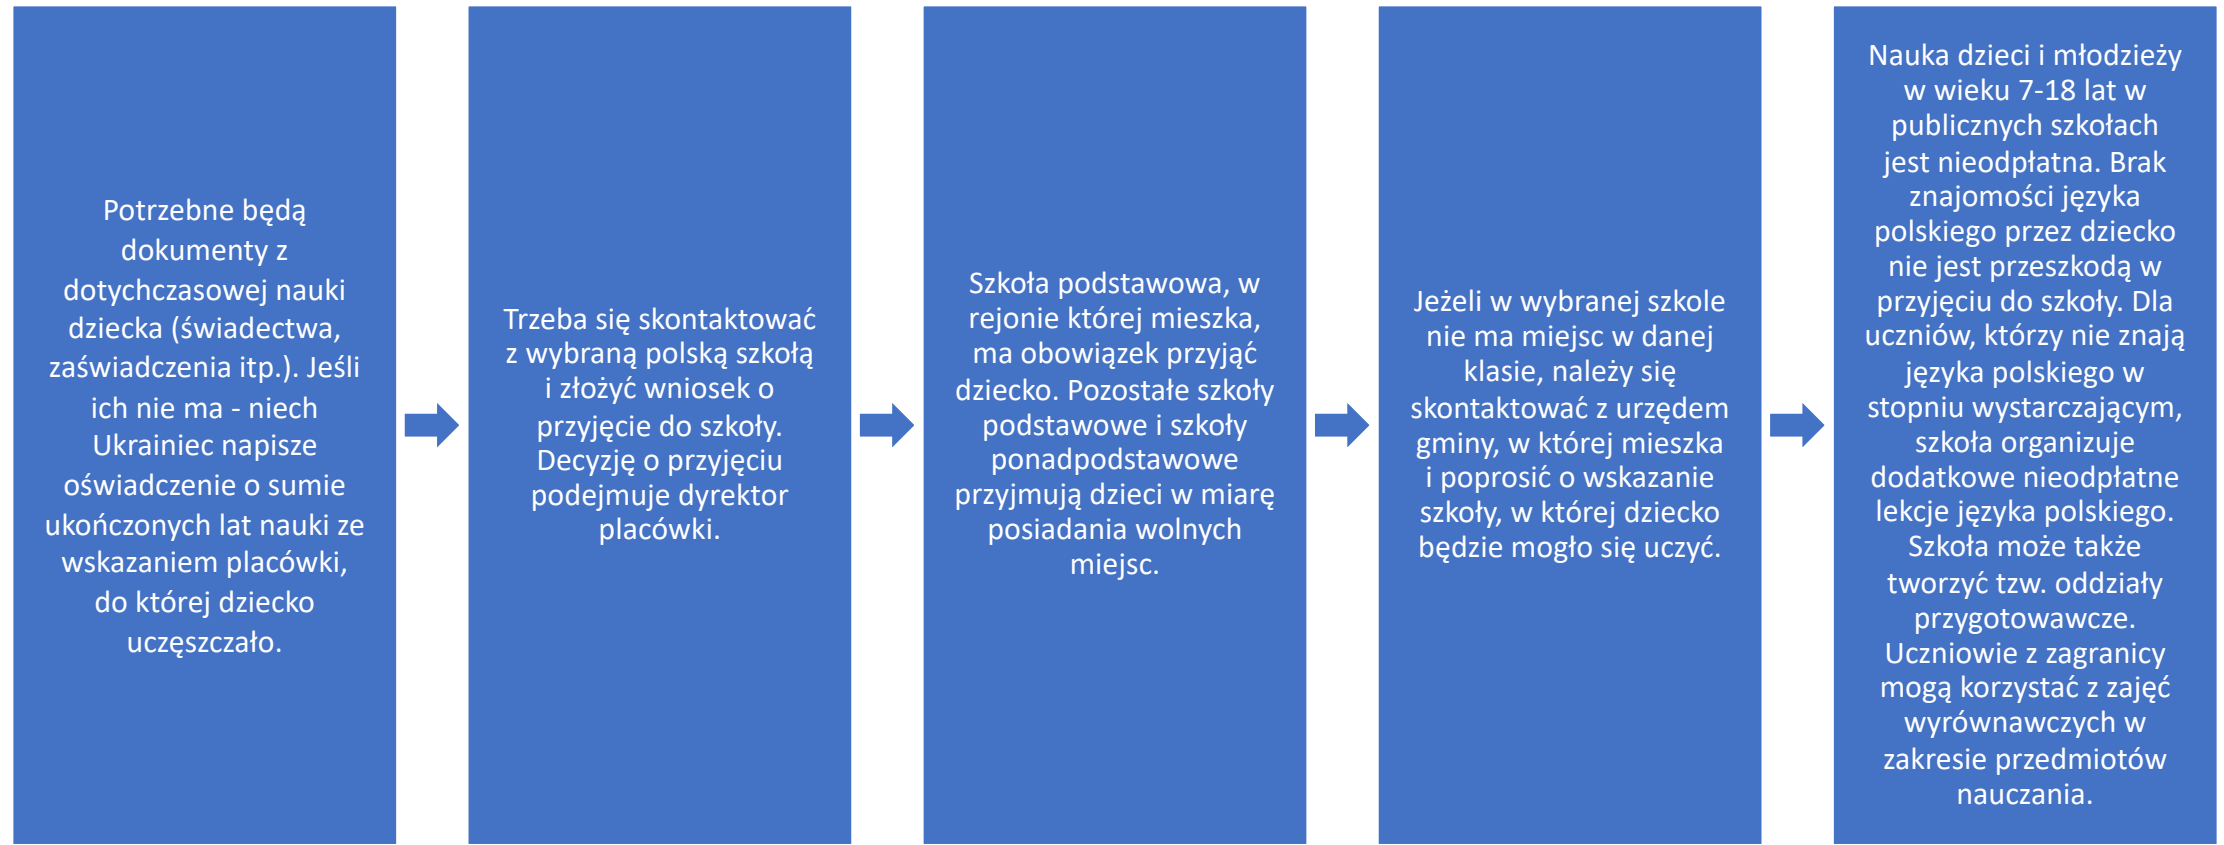 Potrzebne będą
dokumenty z
dotychczasowej nauki
dziecka (świadectwa,
zaświadczenia itp.). Jeśli
ich nie ma - niech
Ukrainiec napisze
oświadczenie o sumie
ukończonych lat nauki ze
wskazaniem placówki,
do której dziecko
uczęszczało.
Trzeba się skontaktować
z wybraną polską szkołą
i złożyć wniosek o
przyjęcie do szkoły.
Decyzję o przyjęciu
podejmuje dyrektor
placówki.
Szkoła podstawowa, w
rejonie której mieszka,
ma obowiązek przyjąć
dziecko. Pozostałe szkoły
podstawowe i szkoły
ponadpodstawowe
przyjmują dzieci w miarę
posiadania wolnych
miejsc.
Jeżeli w wybranej szkole
nie ma miejsc w danej
klasie, należy się
skontaktować z urzędem
gminy, w której mieszka
i poprosić o wskazanie
szkoły, w której dziecko
będzie mogło się uczyć.
Nauka dzieci i młodzieży
w wieku 7-18 lat w
publicznych szkołach
jest nieodpłatna. Brak
znajomości języka
polskiego przez dziecko
nie jest przeszkodą w
przyjęciu do szkoły. Dla
uczniów, którzy nie znają
języka polskiego w
stopniu wystarczającym,
szkoła organizuje
dodatkowe nieodpłatne
lekcje języka polskiego.
Szkoła może także
tworzyć tzw. oddziały
przygotowawcze.
Uczniowie z zagranicy
mogą korzystać z zajęć
wyrównawczych w
zakresie przedmiotów
nauczania.